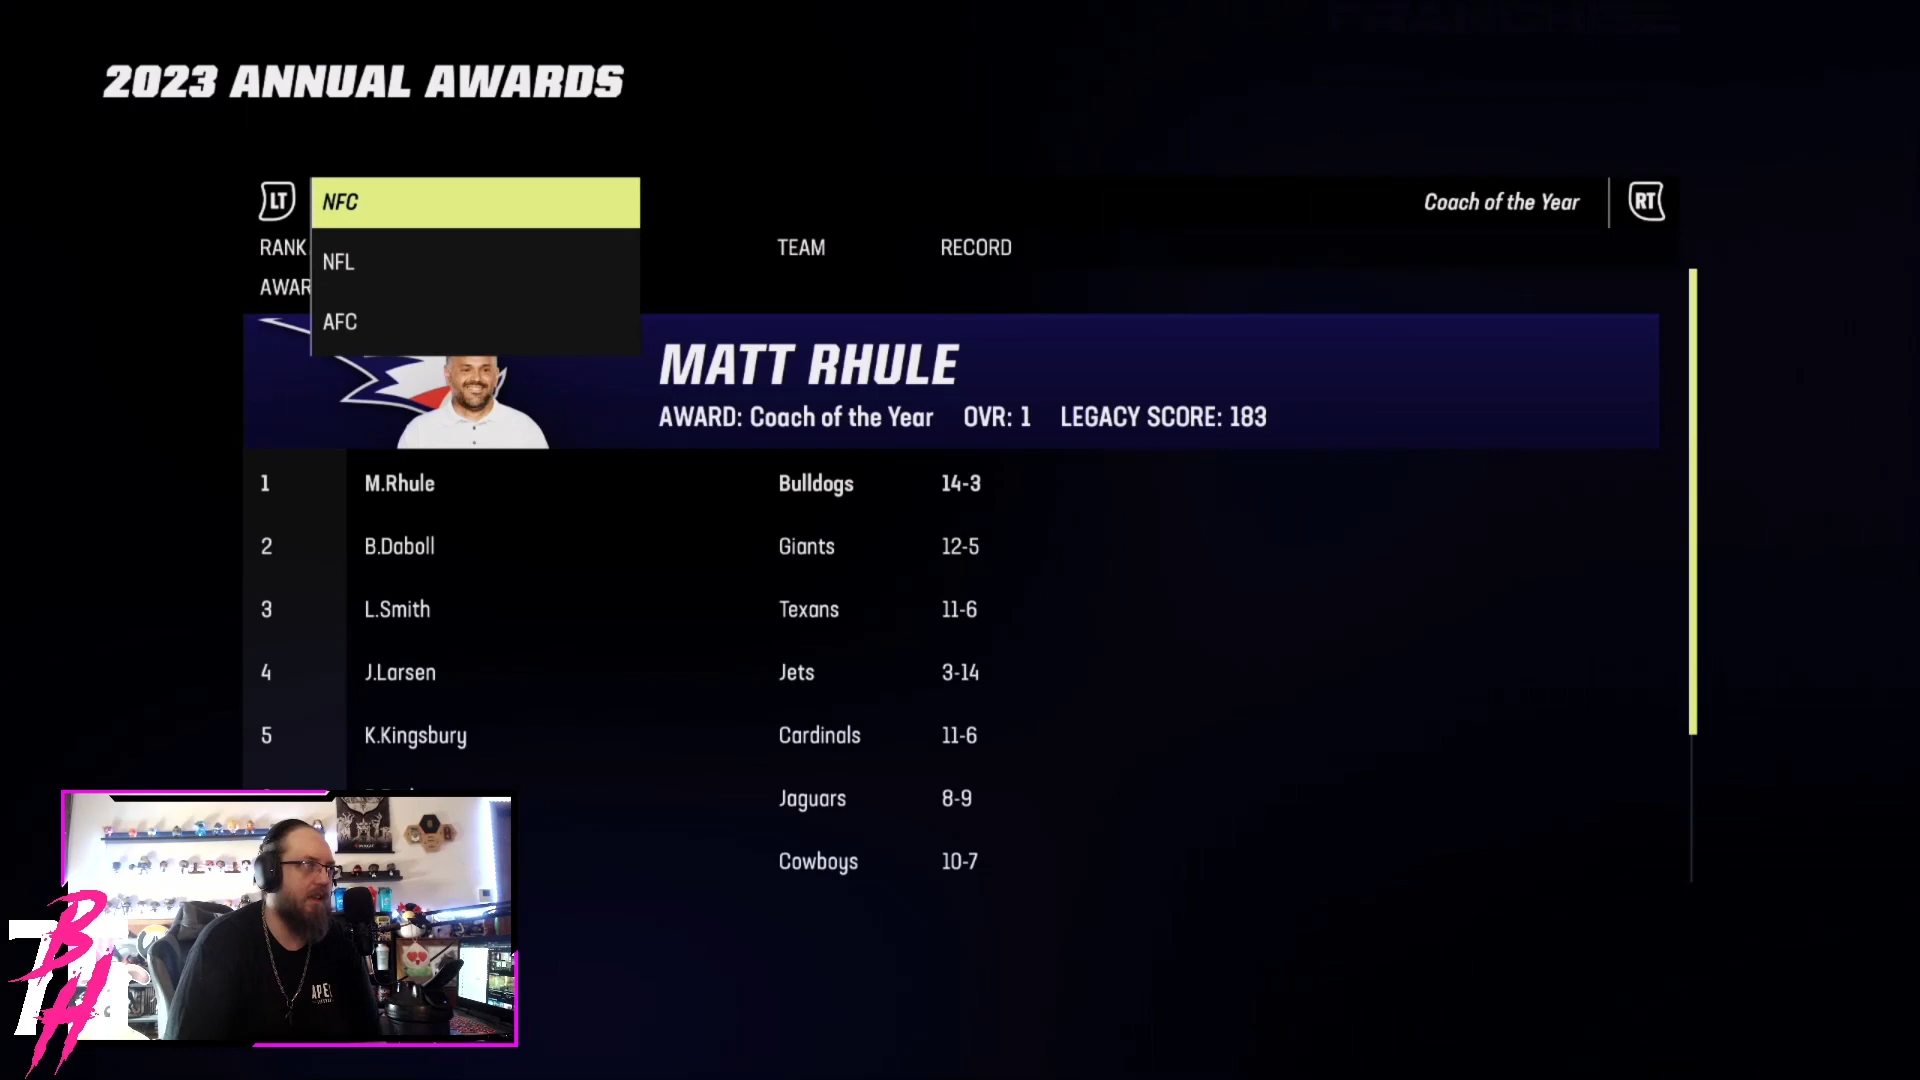 2023 ANNUAL AWARDS
LT
NFC
Coach of the Year
RT
RANK
NFL
TEAM
RECORD
AFC
MATT RHULE
AWARD: Coach of the Year OVR: 1 LEGACY SCORE: 183
1 M.Rhule Bulldogs 14-3
2 B.Daboll Giants 12-5
3 L.Smith Texans 11-6
4 J.Larsen Jets 3-14
5 K.Kingsbury Cardinals 11-6
Jaguars 8-9
Cowboys 10-7
BH